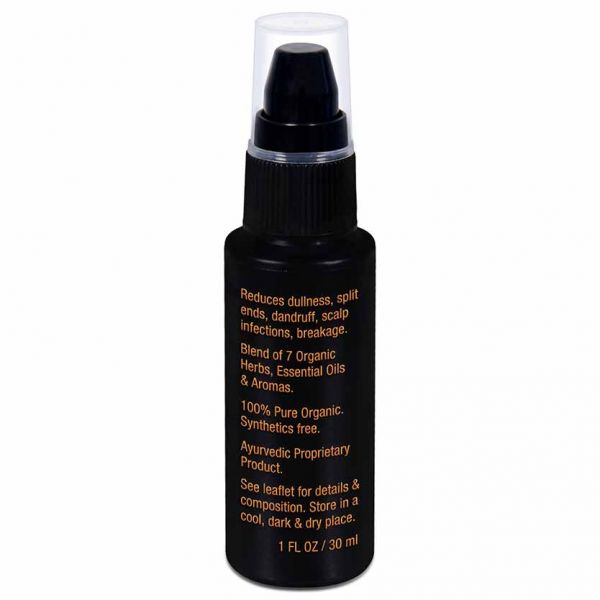 Reduces dullness, split
ends, dandruff, scalp
infections, breakage.
Blend of 7 Organic
Herbs, Essential Oils
& Aromas.
100% Pure Organic.
Synthetics free.
Ayurvedic Proprietary
Product.
See leaflet for details &
composition. Store in a
cool, dark & dry place.
1 FL OZ / 30 ml